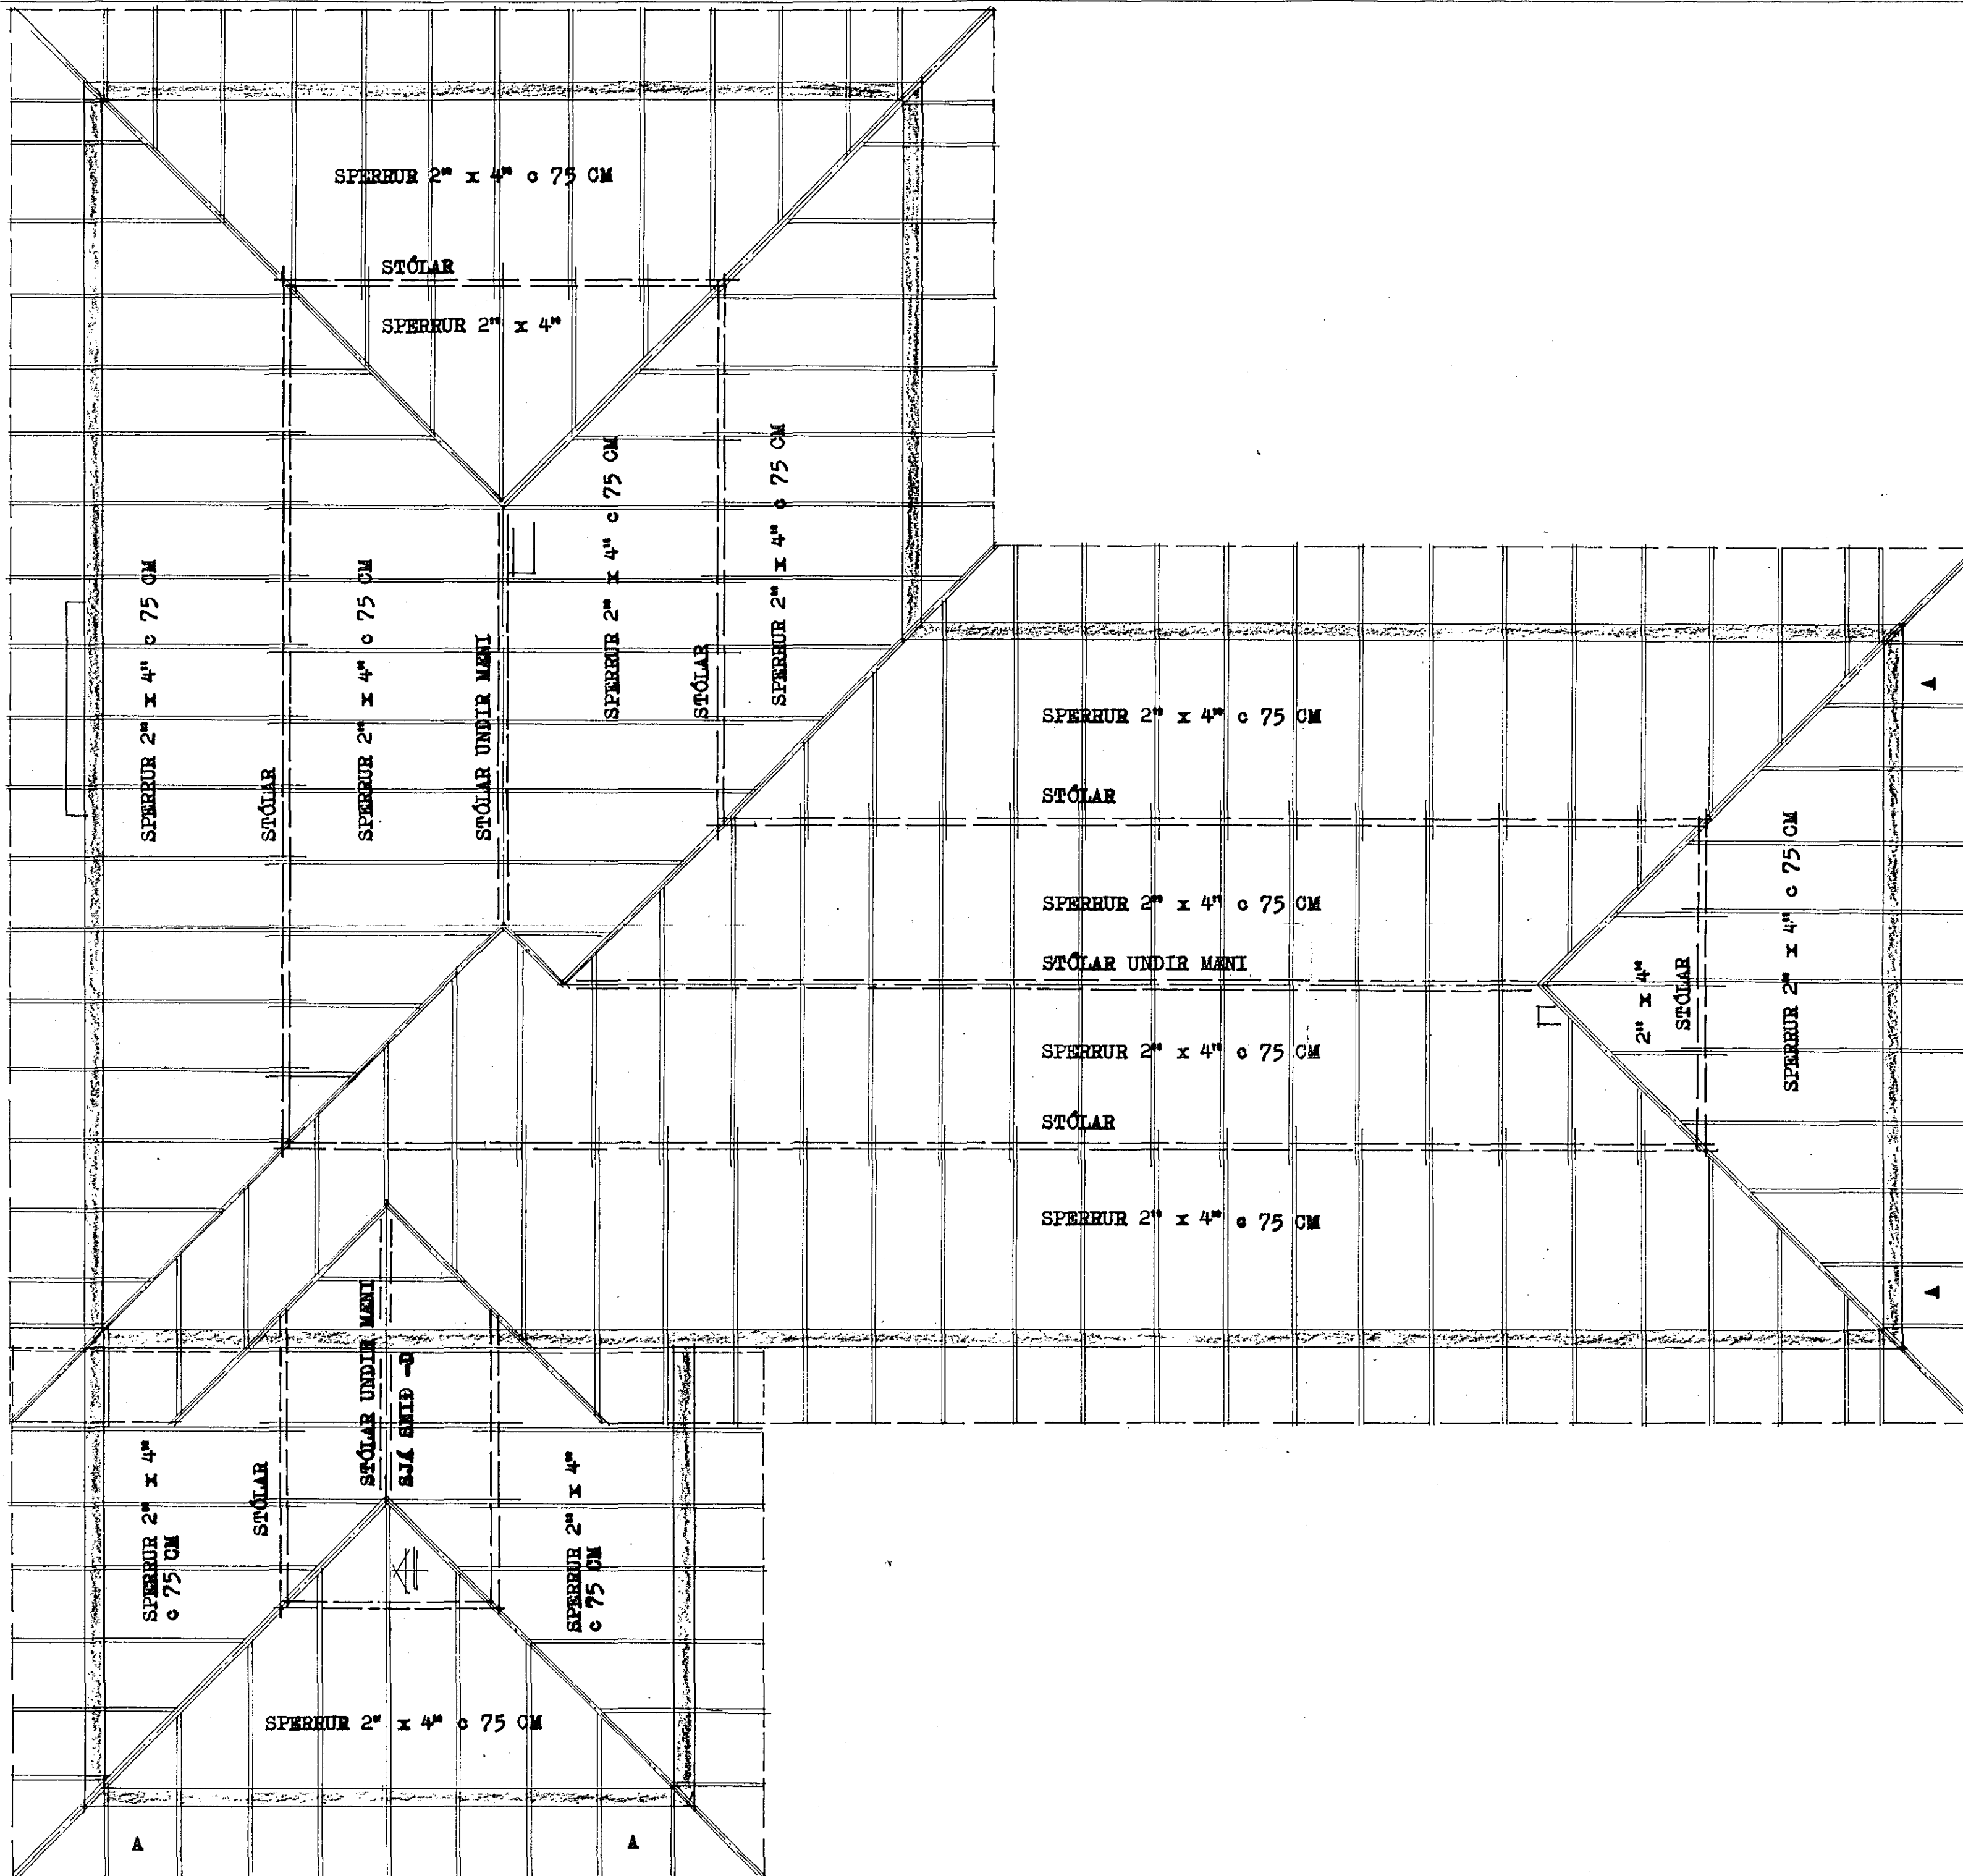 SPERRUR 2" x 4" c 75 CM
STÓLAR
SPERRUR 2" x 4"
SPERRUR 2" x 4" c 75 CM
STÓLAR
SPERRUR 2" x 4" c 75 CM
STÓLAR UNDIR MÆNI
SPERRUR 2" x 4" c 75 CM
STÓLAR
SPERRUR 2" x 4" c 75 CM
SPERRUR 2" x 4" c 75 CM
STÓLAR
SPERRUR 2" x 4" c 75 CM
STÓLAR UNDIR MÆNI
SPERRUR 2" x 4" c 75 CM
STÓLAR
SPERRUR 2" x 4" c 75 CM
2" x 4"
STÓLAR
SPERRUR 2" x 4" c 75 CM
A
A
SPERRUR 2" x 4"
c 75 CM
STÓLAR
STÓLAR UNDIR MÆNI
SJÁ SNIÐ -D
SPERRUR 2" x 4"
c 75 CM
SPERRUR 2" x 4" c 75 CM
A
A